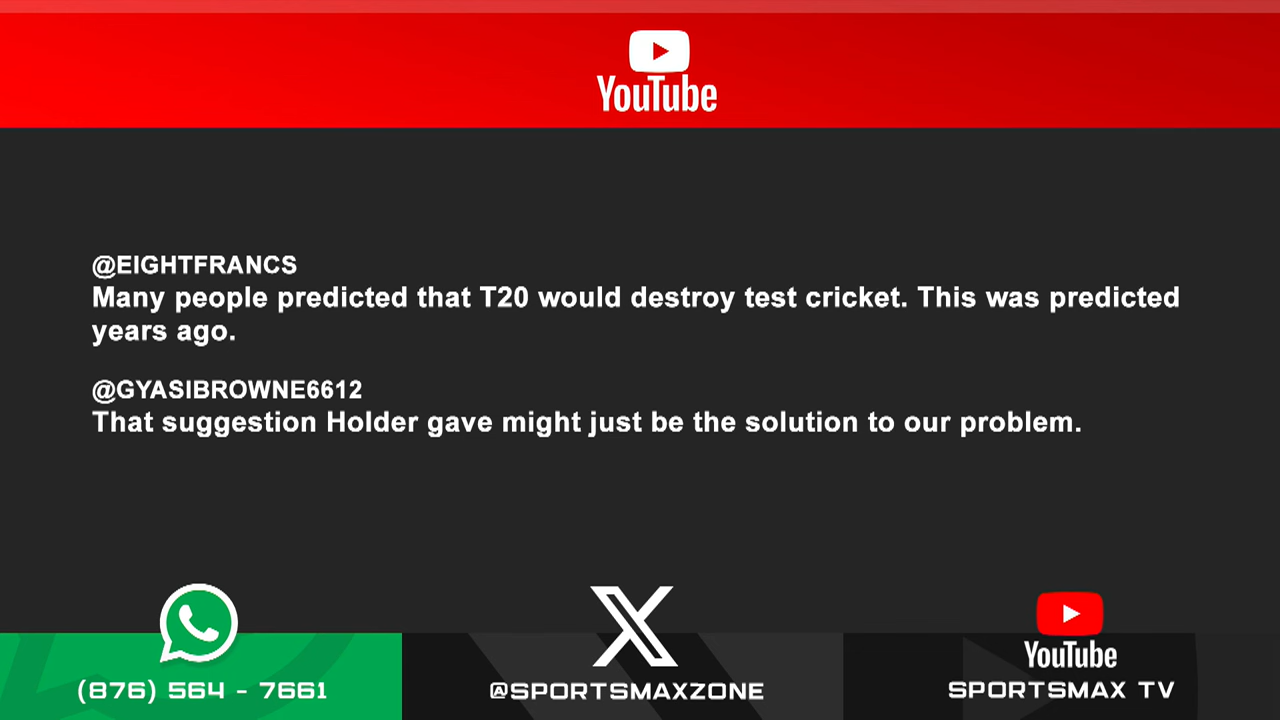 YouTube
@EIGHTFRANCS
Many people predicted that T20 would destroy test cricket. This was predicted
years ago.
@GYASIBROWNE6612
That suggestion Holder gave might just be the solution to our problem.
(876) 564 - 7661
@SPORTSMAXZONE
YouTube
SPORTSMAX TV